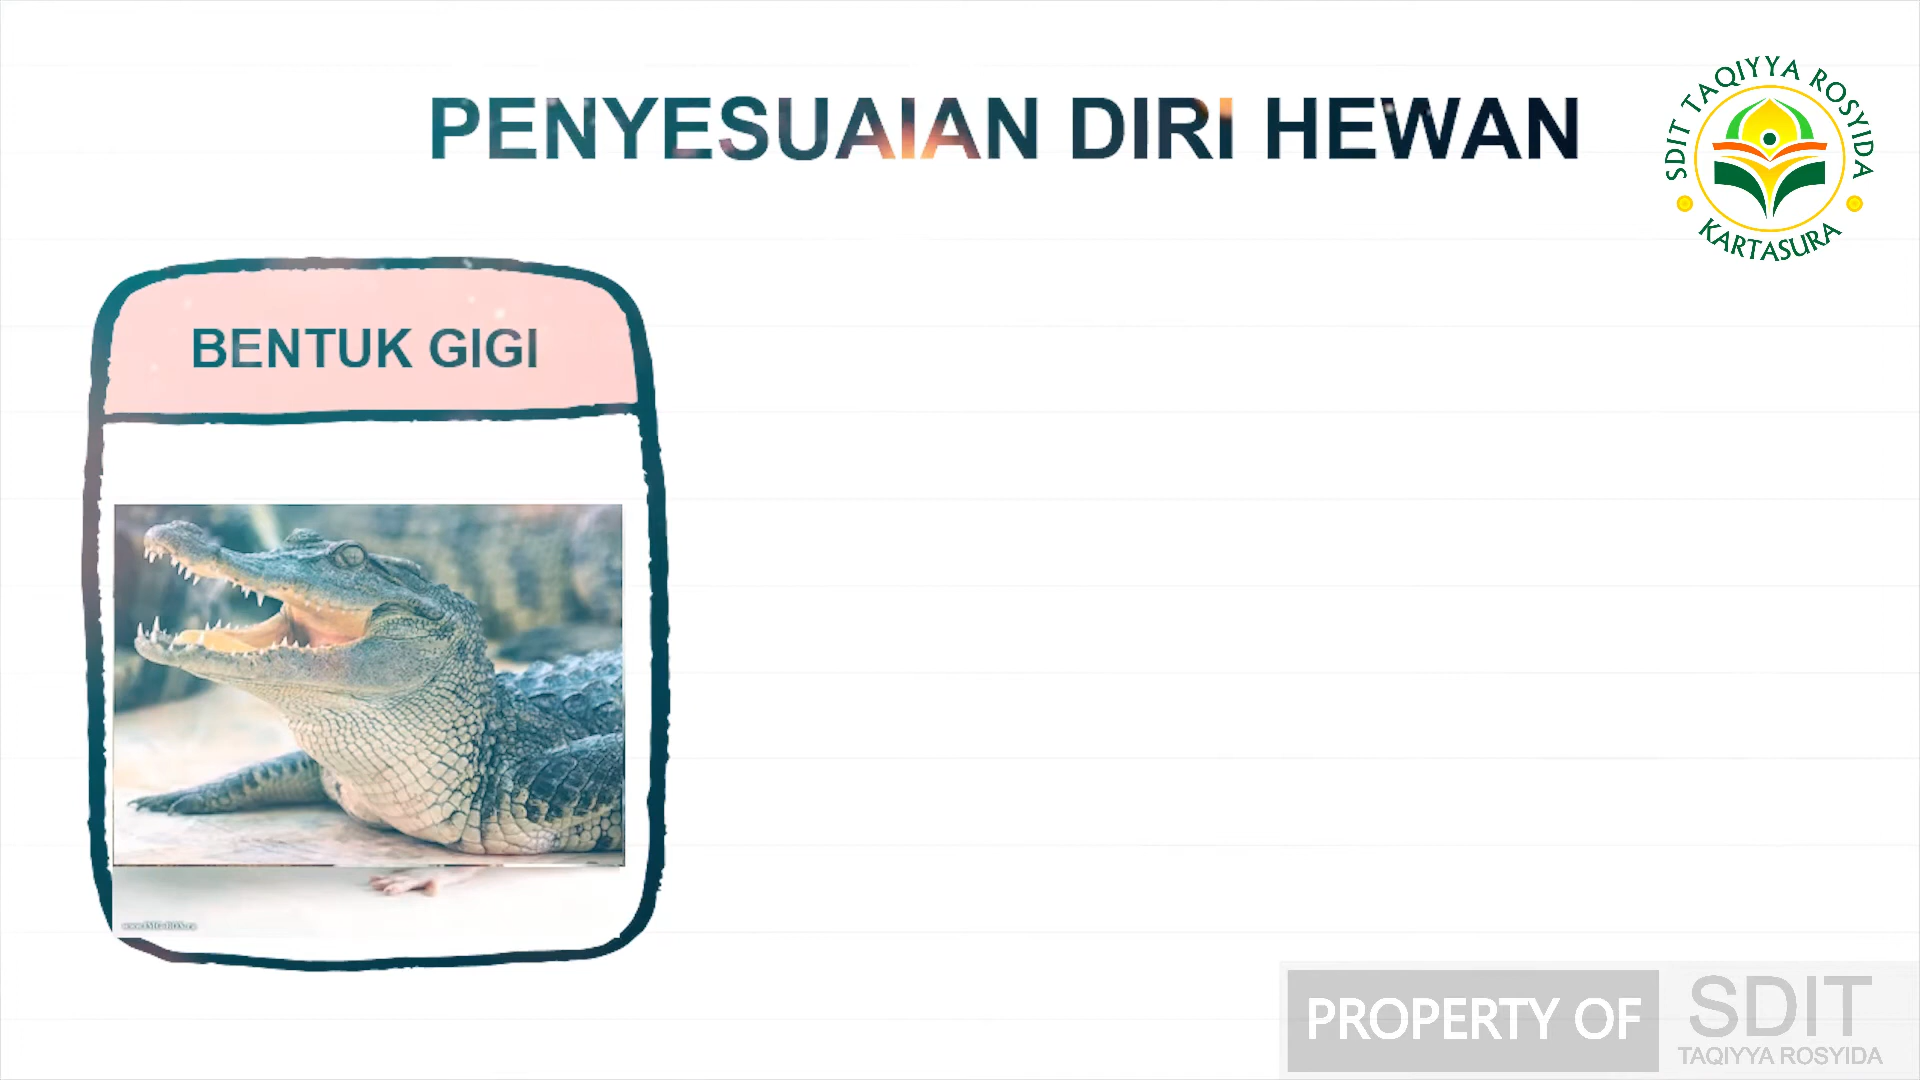 PENYESUAIAN DIRI HEWAN
SDIT TAQIYYA ROSYIDA
KARTASURA
BENTUK GIGI
PROPERTY OF
SDIT
TAQIYYA ROSYIDA